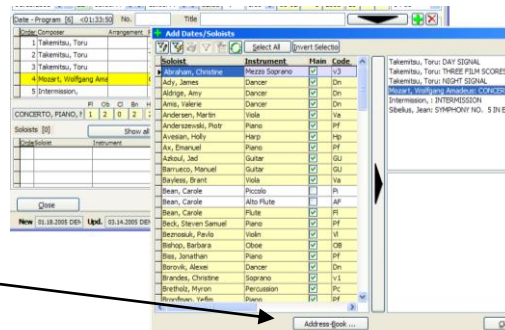 Date - Program [6] <01:33:50 No. Title
Order Composer Arrangement
1 Takemitsu, Toru
2 Takemitsu, Toru
3 Takemitsu, Toru
4 Mozart, Wolfgang Ama
5 Intermission,
Fl Ob Cl Bn H
CONCERTO, PIANO, 1 2 0 2 2
Soloists [0] Show all
Order Soloist Instrument
Close
New 01.18.2005 DIEN Upd. 03.14.2005 DIEN
Add Dates/Soloists
Select All Invert Selectio
Soloist Instrument Main Code
Abraham, Christine Mezzo Soprano v3
Ady, James Dancer Dn
Aldrige, Amy Dancer Dn
Amis, Valerie Dancer Dn
Andersen, Martin Viola Va
Anderszewski, Piotr Piano Pf
Avesian, Holly Harp Hp
Ax, Emanuel Piano Pf
Azkoul, Jad Guitar GU
Barrueco, Manuel Guitar GU
Bayless, Brant Viola Va
Bean, Carole Piccolo Pi
Bean, Carole Alto Flute AF
Bean, Carole Flute Fl
Beck, Steven Samuel Piano Pf
Beznosiuk, Pavlo Violin Vl
Bishop, Barbara Oboe OB
Biss, Jonathan Piano Pf
Borovik, Alexei Dancer Dn
Brandes, Christine Soprano v1
Bretholz, Myron Percussion Pc
Bronfman, Yefim Piano Pf
Address Book ...
Takemitsu, Toru: DAY SIGNAL
Takemitsu, Toru: THREE FILM SCORES
Takemitsu, Toru: NIGHT SIGNAL
Mozart, Wolfgang Amadeus: CONCER
Intermission, : INTERMISSION
Sibelius, Jean: SYMPHONY NO. 5 IN E